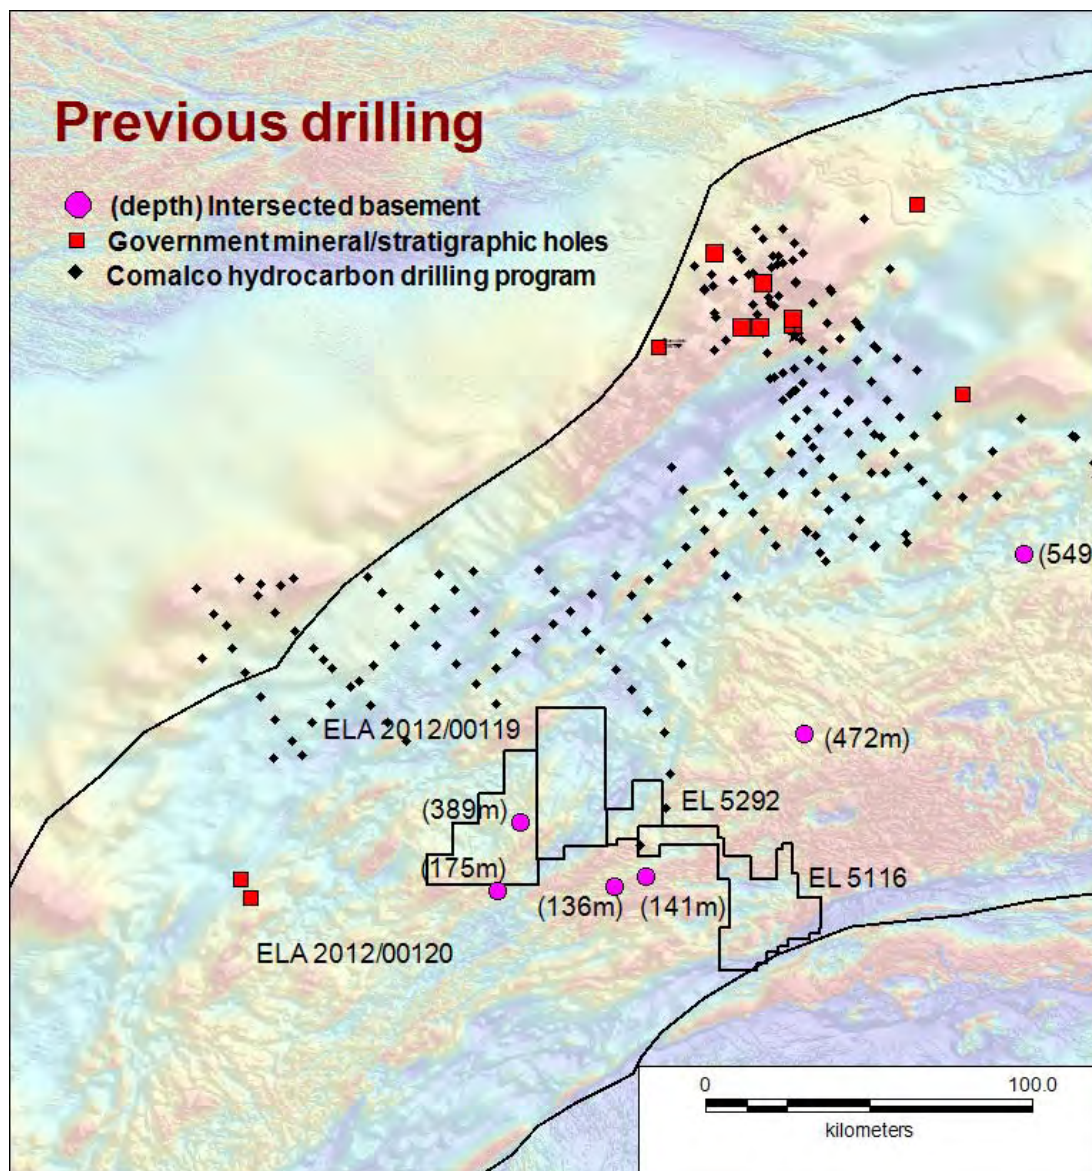 Previous drilling
(depth) Intersected basement
Government mineral/stratigraphic holes
Comalco hydrocarbon drilling program
(549
ELA 2012/00119
(472m)
(389m)
EL 5292
(175m)
EL 5116
(136m)
(141m)
ELA 2012/00120
0
100.0
kilometers